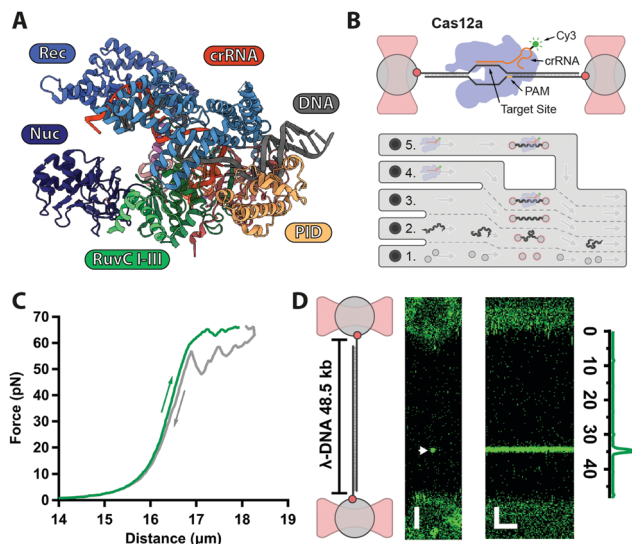 A
Rec
crRNA
DNA
Nuc
PID
RuvC I-III
B
Cas12a
Cy3
crRNA
PAM
Target Site
5.
4.
3.
2.
1.
C
Force (pN)
70
60
50
40
30
20
10
0
14 15 16 17 18 19
Distance (µm)
D
λ-DNA 48.5 kb
0
10
20
30
40